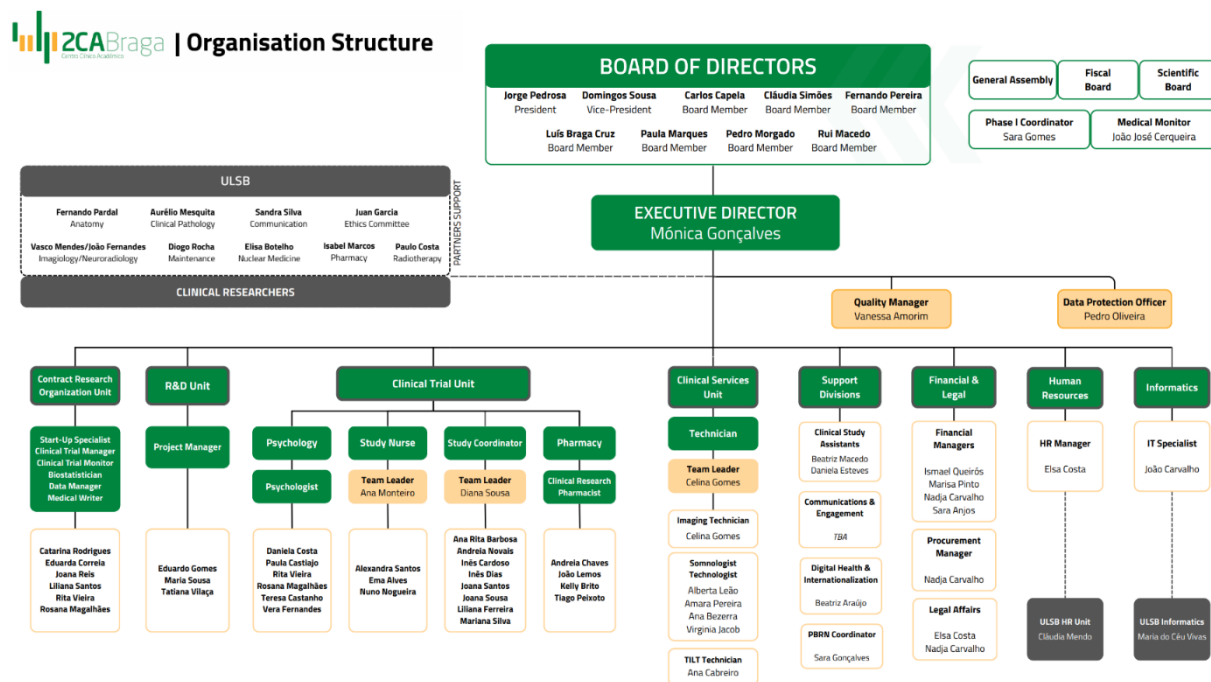 2CABraga | Organisation Structure
Centro Clínico Académico
BOARD OF DIRECTORS
Jorge Pedrosa
President
Domingos Sousa
Vice-President
Carlos Capela
Board Member
Cláudia Simões
Board Member
Fernando Pereira
Board Member
Luís Braga Cruz
Board Member
Paula Marques
Board Member
Pedro Morgado
Board Member
Rui Macedo
Board Member
General Assembly
Fiscal
Board
Scientific
Board
Phase I Coordinator
Sara Gomes
Medical Monitor
João José Cerqueira
ULSB
Fernando Pardal
Anatomy
Aurélio Mesquita
Clinical Pathology
Sandra Silva
Communication
Juan Garcia
Ethics Committee
Vasco Mendes/João Fernandes
Imagiology/Neuroradiology
Diogo Rocha
Maintenance
Elisa Botelho
Nuclear Medicine
Isabel Marcos
Pharmacy
Paulo Costa
Radiotherapy
PARTNERS SUPPORT
CLINICAL RESEARCHERS
EXECUTIVE DIRECTOR
Mónica Gonçalves
Quality Manager
Vanessa Amorim
Data Protection Officer
Pedro Oliveira
Contract Research
Organization Unit
Start-Up Specialist
Clinical Trial Manager
Clinical Trial Monitor
Biostatistician
Data Manager
Medical Writer
Catarina Rodrigues
Eduarda Correia
Joana Reis
Liliana Santos
Rita Vieira
Rosana Magalhães
R&D Unit
Project Manager
Eduardo Gomes
Maria Sousa
Tatiana Vilaça
Clinical Trial Unit
Psychology
Psychologist
Daniela Costa
Paula Castiajo
Rita Vieira
Rosana Magalhães
Teresa Castanho
Vera Fernandes
Study Nurse
Team Leader
Ana Monteiro
Alexandra Santos
Ema Alves
Nuno Nogueira
Study Coordinator
Team Leader
Diana Sousa
Ana Rita Barbosa
Andreia Novais
Inês Cardoso
Inês Dias
Joana Santos
Joana Sousa
Liliana Ferreira
Mariana Silva
Pharmacy
Clinical Research
Pharmacist
Andreia Chaves
João Lemos
Kelly Brito
Tiago Peixoto
Clinical Services
Unit
Technician
Team Leader
Celina Gomes
Imaging Technician
Celina Gomes
Somnologist
Technologist
Alberta Leão
Amara Pereira
Ana Bezerra
Virginia Jacob
TILT Technician
Ana Cabreiro
Support
Divisions
Clinical Study
Assistants
Beatriz Macedo
Daniela Esteves
Communications &
Engagement
TBA
Digital Health &
Internationalization
Beatriz Araújo
PBRN Coordinator
Sara Gonçalves
Financial &
Legal
Financial
Managers
Ismael Queirós
Marisa Pinto
Nadja Carvalho
Sara Anjos
Procurement
Manager
Nadja Carvalho
Legal Affairs
Elsa Costa
Nadja Carvalho
Human
Resources
HR Manager
Elsa Costa
ULSB HR Unit
Cláudia Mendo
Informatics
IT Specialist
João Carvalho
ULSB Informatics
Maria do Céu Vivas